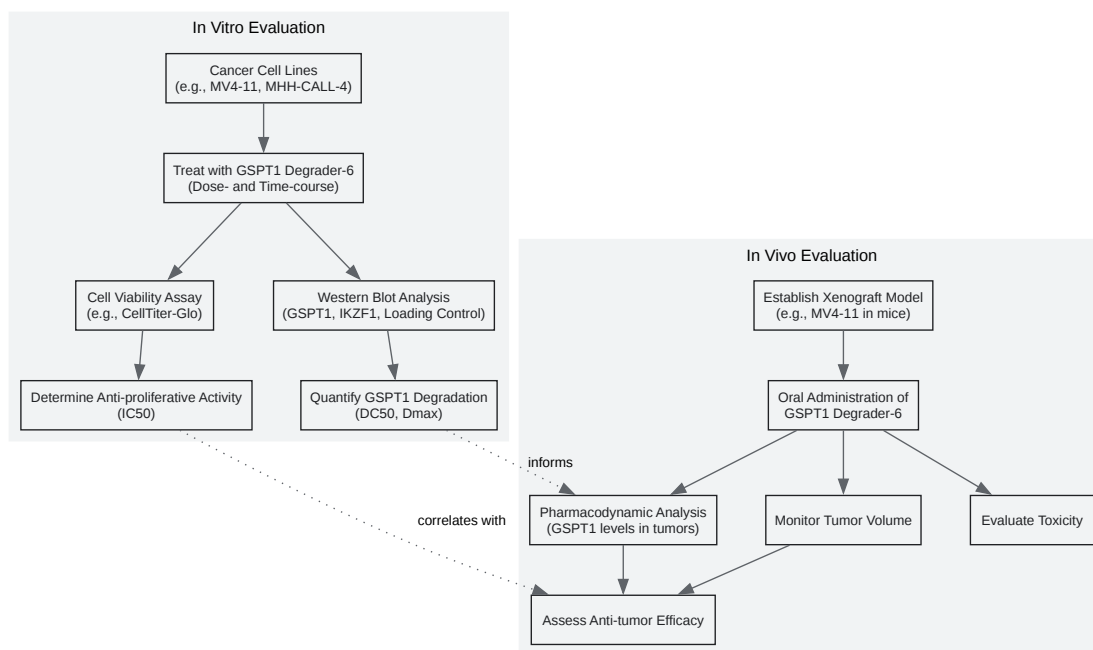 In Vitro Evaluation
Cancer Cell Lines
(e.g., MV4-11, MHH-CALL-4)
Treat with GSPT1 Degrader-6
(Dose- and Time-course)
Cell Viability Assay
(e.g., CellTiter-Glo)
Western Blot Analysis
(GSPT1, IKZF1, Loading Control)
Determine Anti-proliferative Activity
(IC50)
Quantify GSPT1 Degradation
(DC50, Dmax)
informs
correlates with
In Vivo Evaluation
Establish Xenograft Model
(e.g., MV4-11 in mice)
Oral Administration of
GSPT1 Degrader-6
Pharmacodynamic Analysis
(GSPT1 levels in tumors)
Monitor Tumor Volume
Evaluate Toxicity
Assess Anti-tumor Efficacy